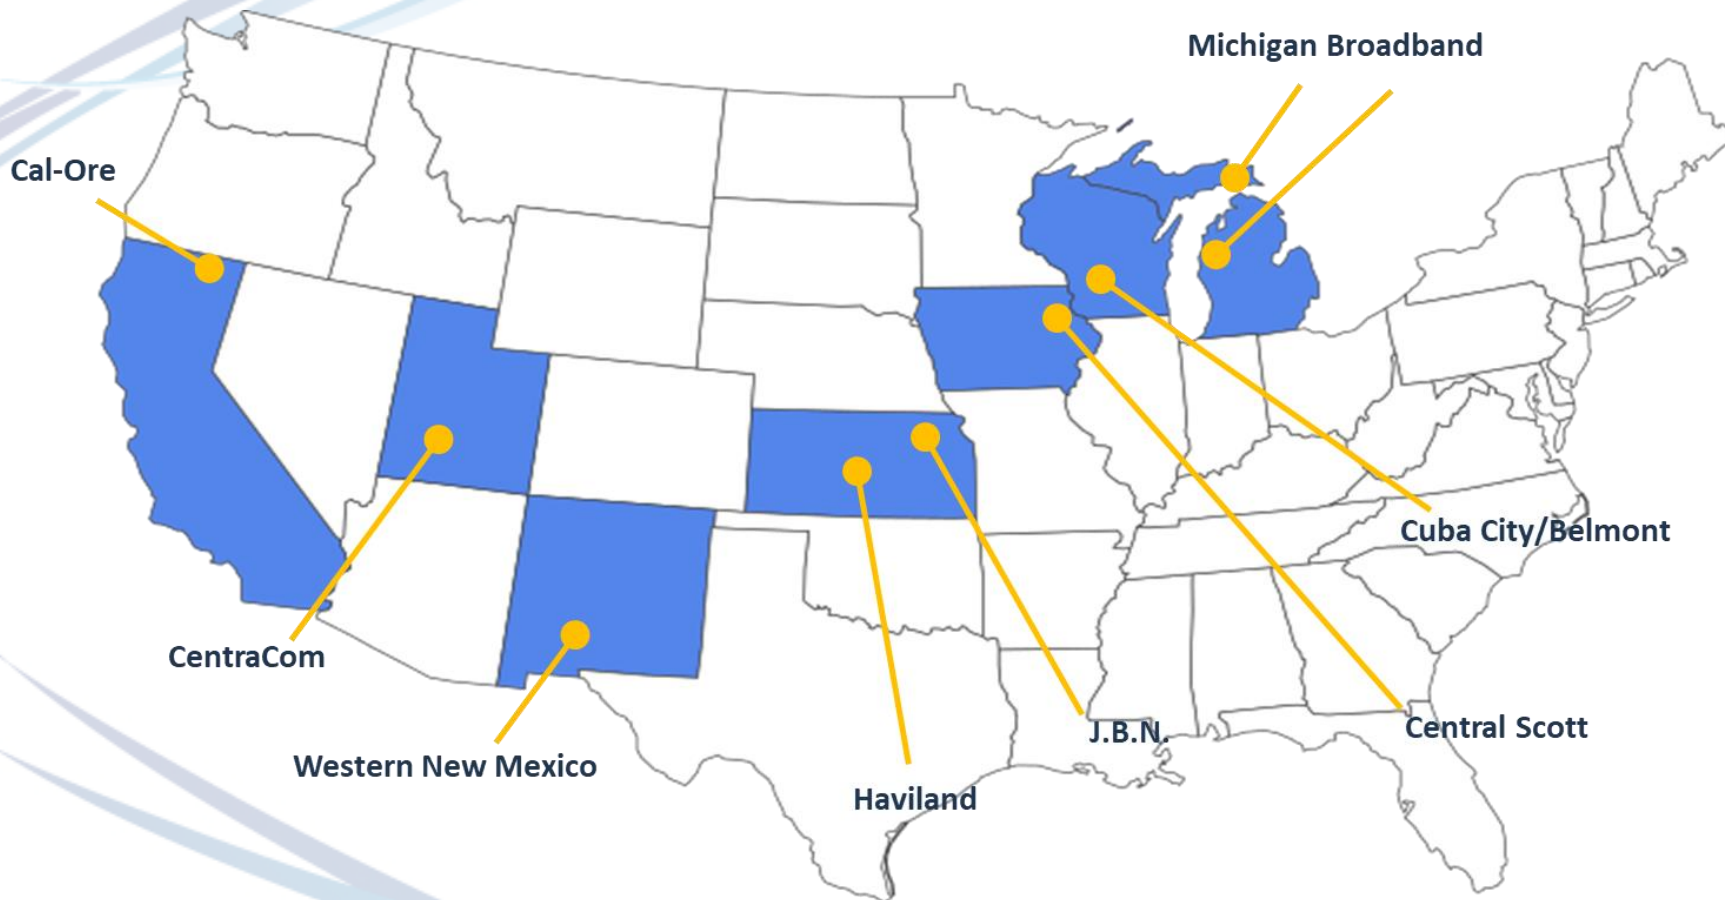 Michigan Broadband
Cal-Ore
Cuba City/Belmont
CentraCom
Central Scott
J.B.N.
Western New Mexico
Haviland